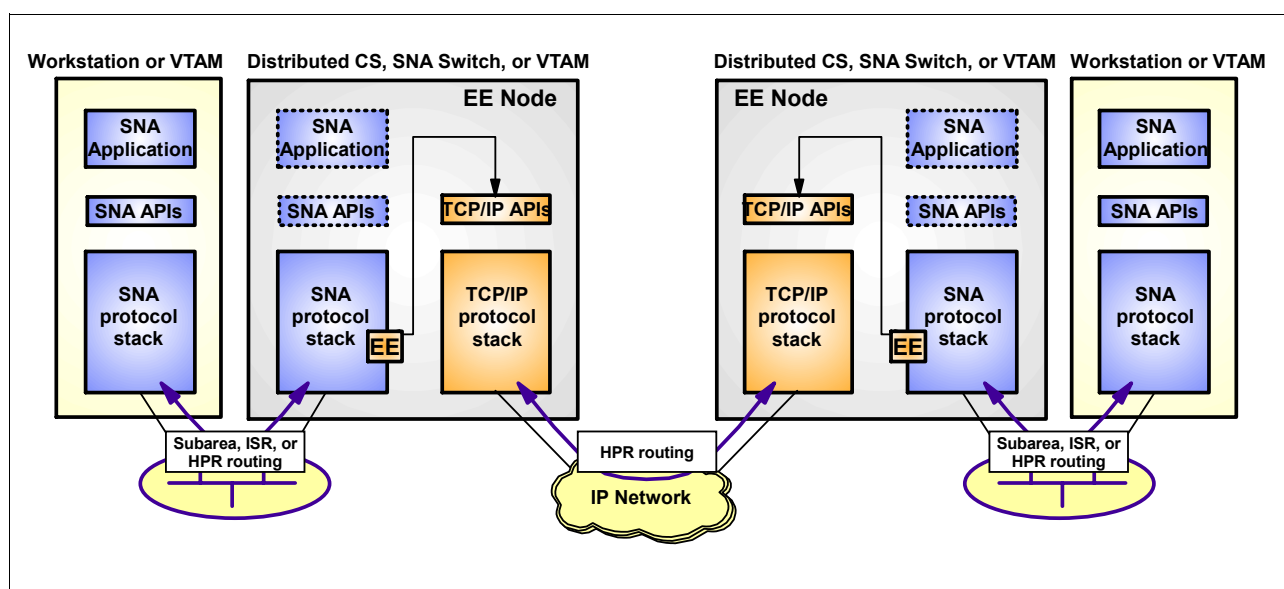 Workstation or VTAM
Distributed CS, SNA Switch, or VTAM
Distributed CS, SNA Switch, or VTAM
Workstation or VTAM
SNA
Application
SNA APIs
SNA
protocol
stack
EE Node
SNA
Application
SNA APIs
SNA
protocol
stack
EE
TCP/IP APIs
TCP/IP
protocol
stack
EE Node
TCP/IP APIs
TCP/IP
protocol
stack
SNA
Application
SNA APIs
EE
SNA
protocol
stack
SNA
Application
SNA APIs
SNA
protocol
stack
Subarea, ISR, or
HPR routing
HPR routing
IP Network
Subarea, ISR, or
HPR routing